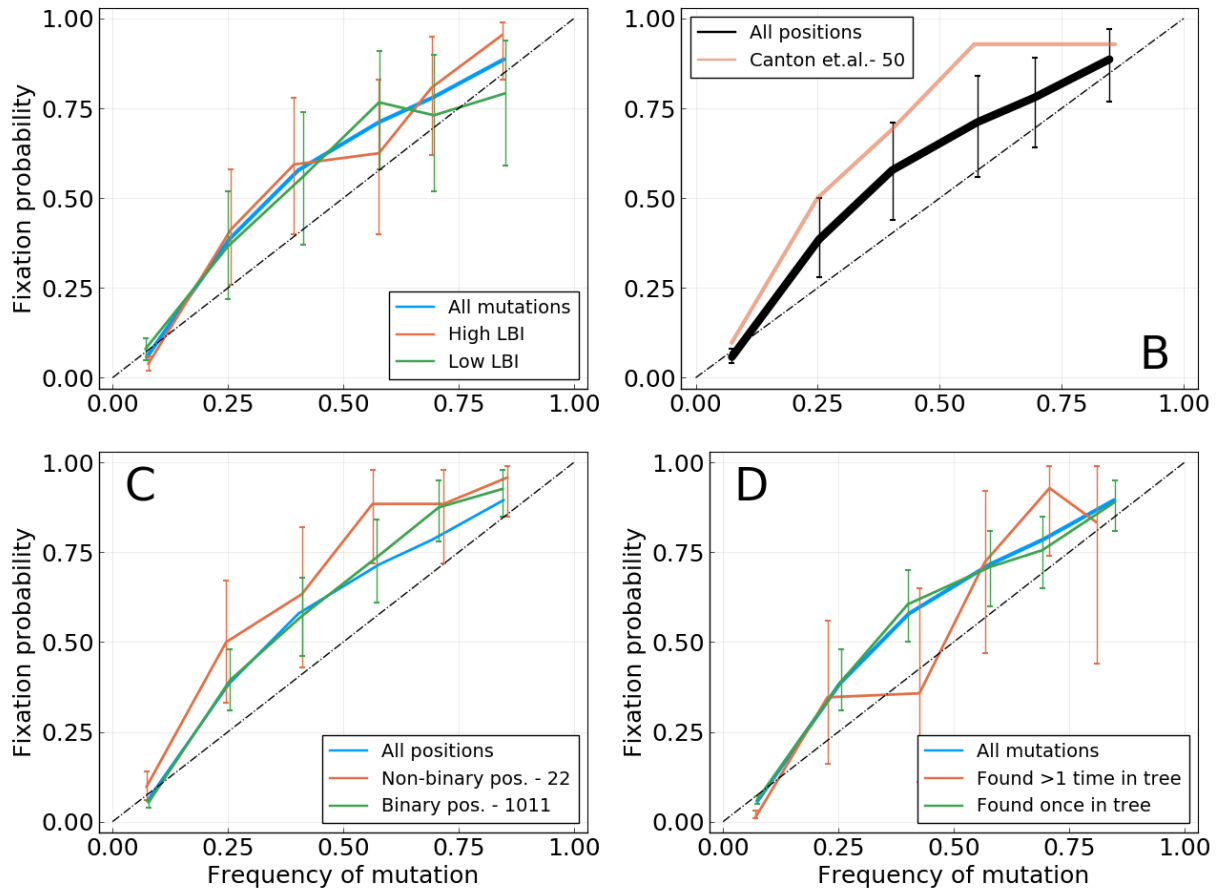 1.00
0.75
0.50
0.25
0.00
Fixation probability
All mutations
High LBI
Low LBI
0.00 0.25 0.50 0.75 1.00
1.00
0.75
0.50
0.25
0.00
All positions
Canton et.al.- 50
B
0.00 0.25 0.50 0.75 1.00
1.00
0.75
0.50
0.25
0.00
Fixation probability
C
All positions
Non-binary pos. - 22
Binary pos. - 1011
0.00 0.25 0.50 0.75 1.00
Frequency of mutation
1.00
0.75
0.50
0.25
0.00
Fixation probability
D
All mutations
Found >1 time in tree
Found once in tree
0.00 0.25 0.50 0.75 1.00
Frequency of mutation